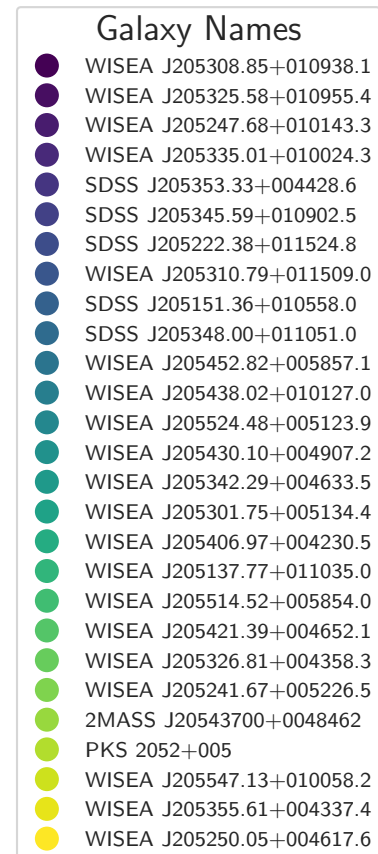 Galaxy Names
WISEA J205308.85+010938.1
WISEA J205325.58+010955.4
WISEA J205247.68+010143.3
WISEA J205335.01+010024.3
SDSS J205353.33+004428.6
SDSS J205345.59+010902.5
SDSS J205222.38+011524.8
WISEA J205310.79+011509.0
SDSS J205151.36+010558.0
SDSS J205348.00+011051.0
WISEA J205452.82+005857.1
WISEA J205438.02+010127.0
WISEA J205524.48+005123.9
WISEA J205430.10+004907.2
WISEA J205342.29+004633.5
WISEA J205301.75+005134.4
WISEA J205406.97+004230.5
WISEA J205137.77+011035.0
WISEA J205514.52+005854.0
WISEA J205421.39+004652.1
WISEA J205326.81+004358.3
WISEA J205241.67+005226.5
2MASS J20543700+0048462
PKS 2052+005
WISEA J205547.13+010058.2
WISEA J205355.61+004337.4
WISEA J205250.05+004617.6